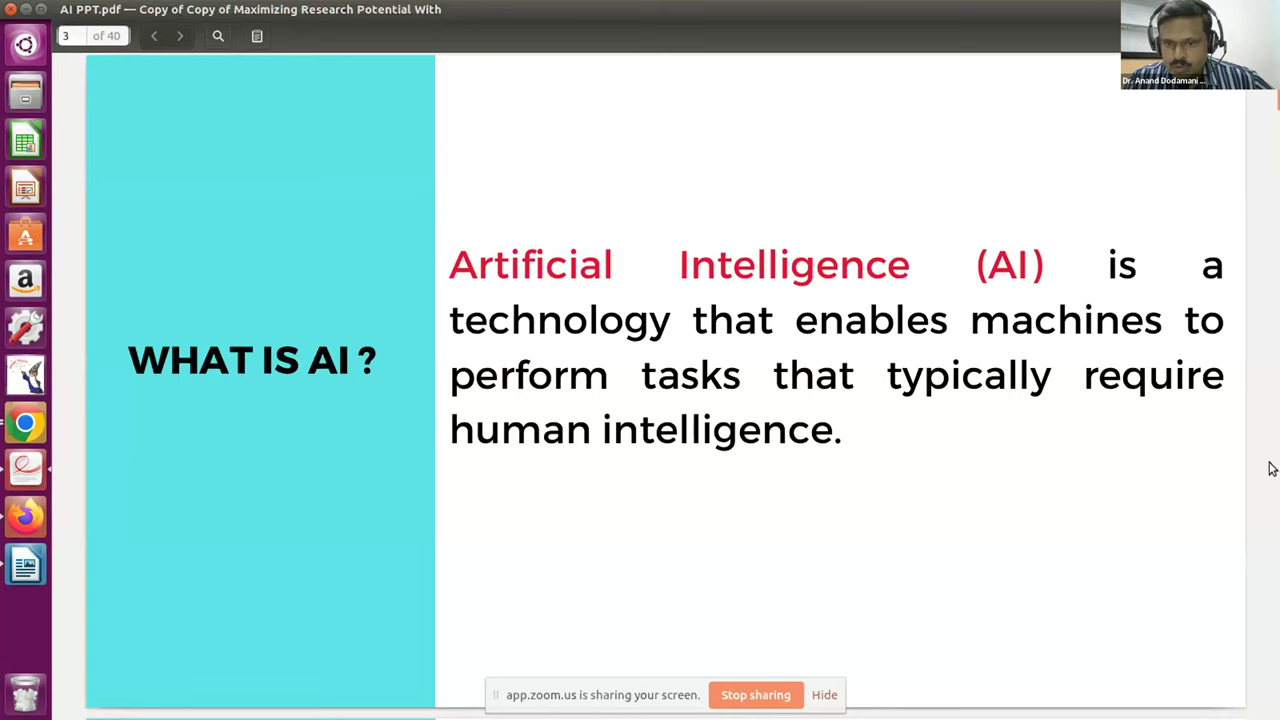 AI PPT.pdf — Copy of Copy of Maximizing Research Potential With
3 of 40
Dr. Anand Dodamani ...
Artificial Intelligence (AI) is a
technology that enables machines to
perform tasks that typically require
human intelligence.
WHAT IS AI ?
app.zoom.us is sharing your screen. Stop sharing Hide